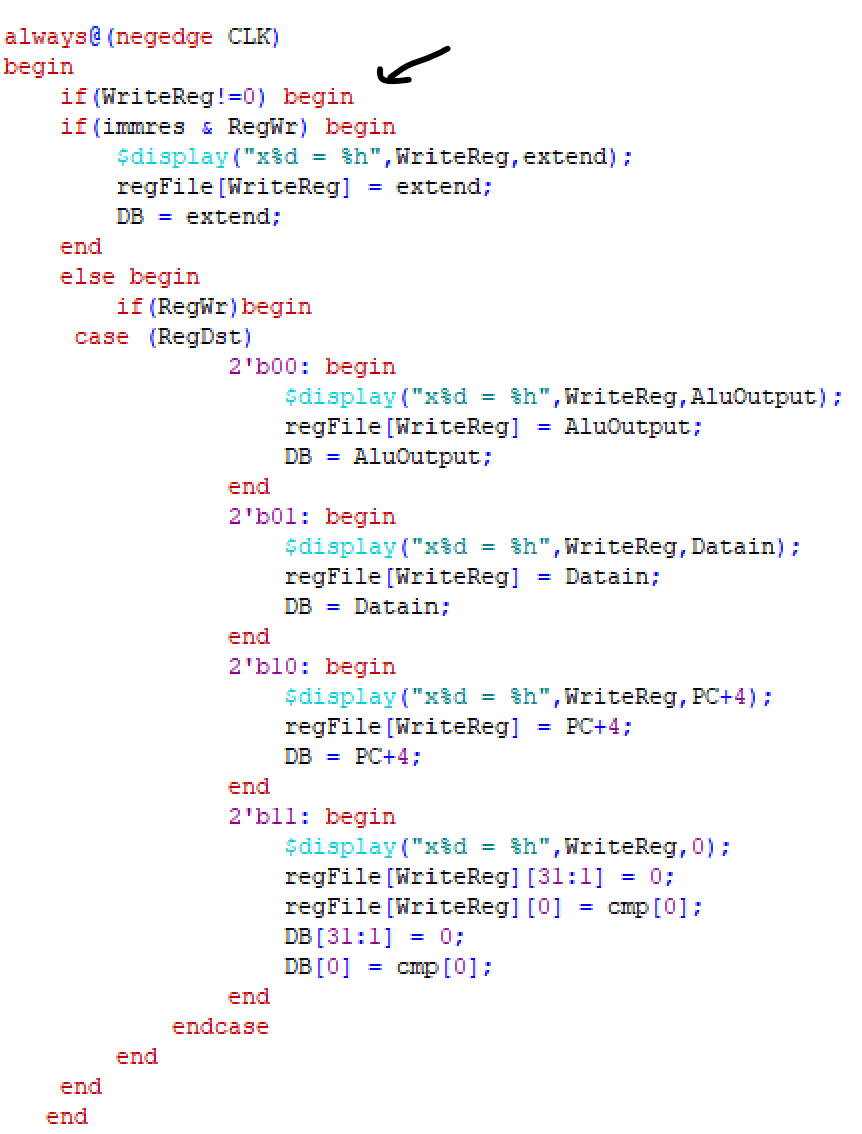 always@(negedge CLK)
begin
    if(WriteReg!=0) begin
    if(immres & RegWr) begin
        $display("x%d = %h",WriteReg,extend);
        regFile[WriteReg] = extend;
        DB = extend;
    end
    else begin
        if(RegWr)begin
     case (RegDst)
                2'b00: begin
                    $display("x%d = %h",WriteReg,AluOutput);
                    regFile[WriteReg] = AluOutput;
                    DB = AluOutput;
                end
                2'b01: begin
                    $display("x%d = %h",WriteReg,Datain);
                    regFile[WriteReg] = Datain;
                    DB = Datain;
                end
                2'b10: begin
                    $display("x%d = %h",WriteReg,PC+4);
                    regFile[WriteReg] = PC+4;
                    DB = PC+4;
                end
                2'b11: begin
                    $display("x%d = %h",WriteReg,0);
                    regFile[WriteReg][31:1] = 0;
                    regFile[WriteReg][0] = cmp[0];
                    DB[31:1] = 0;
                    DB[0] = cmp[0];
                end
            endcase
        end
    end
   end